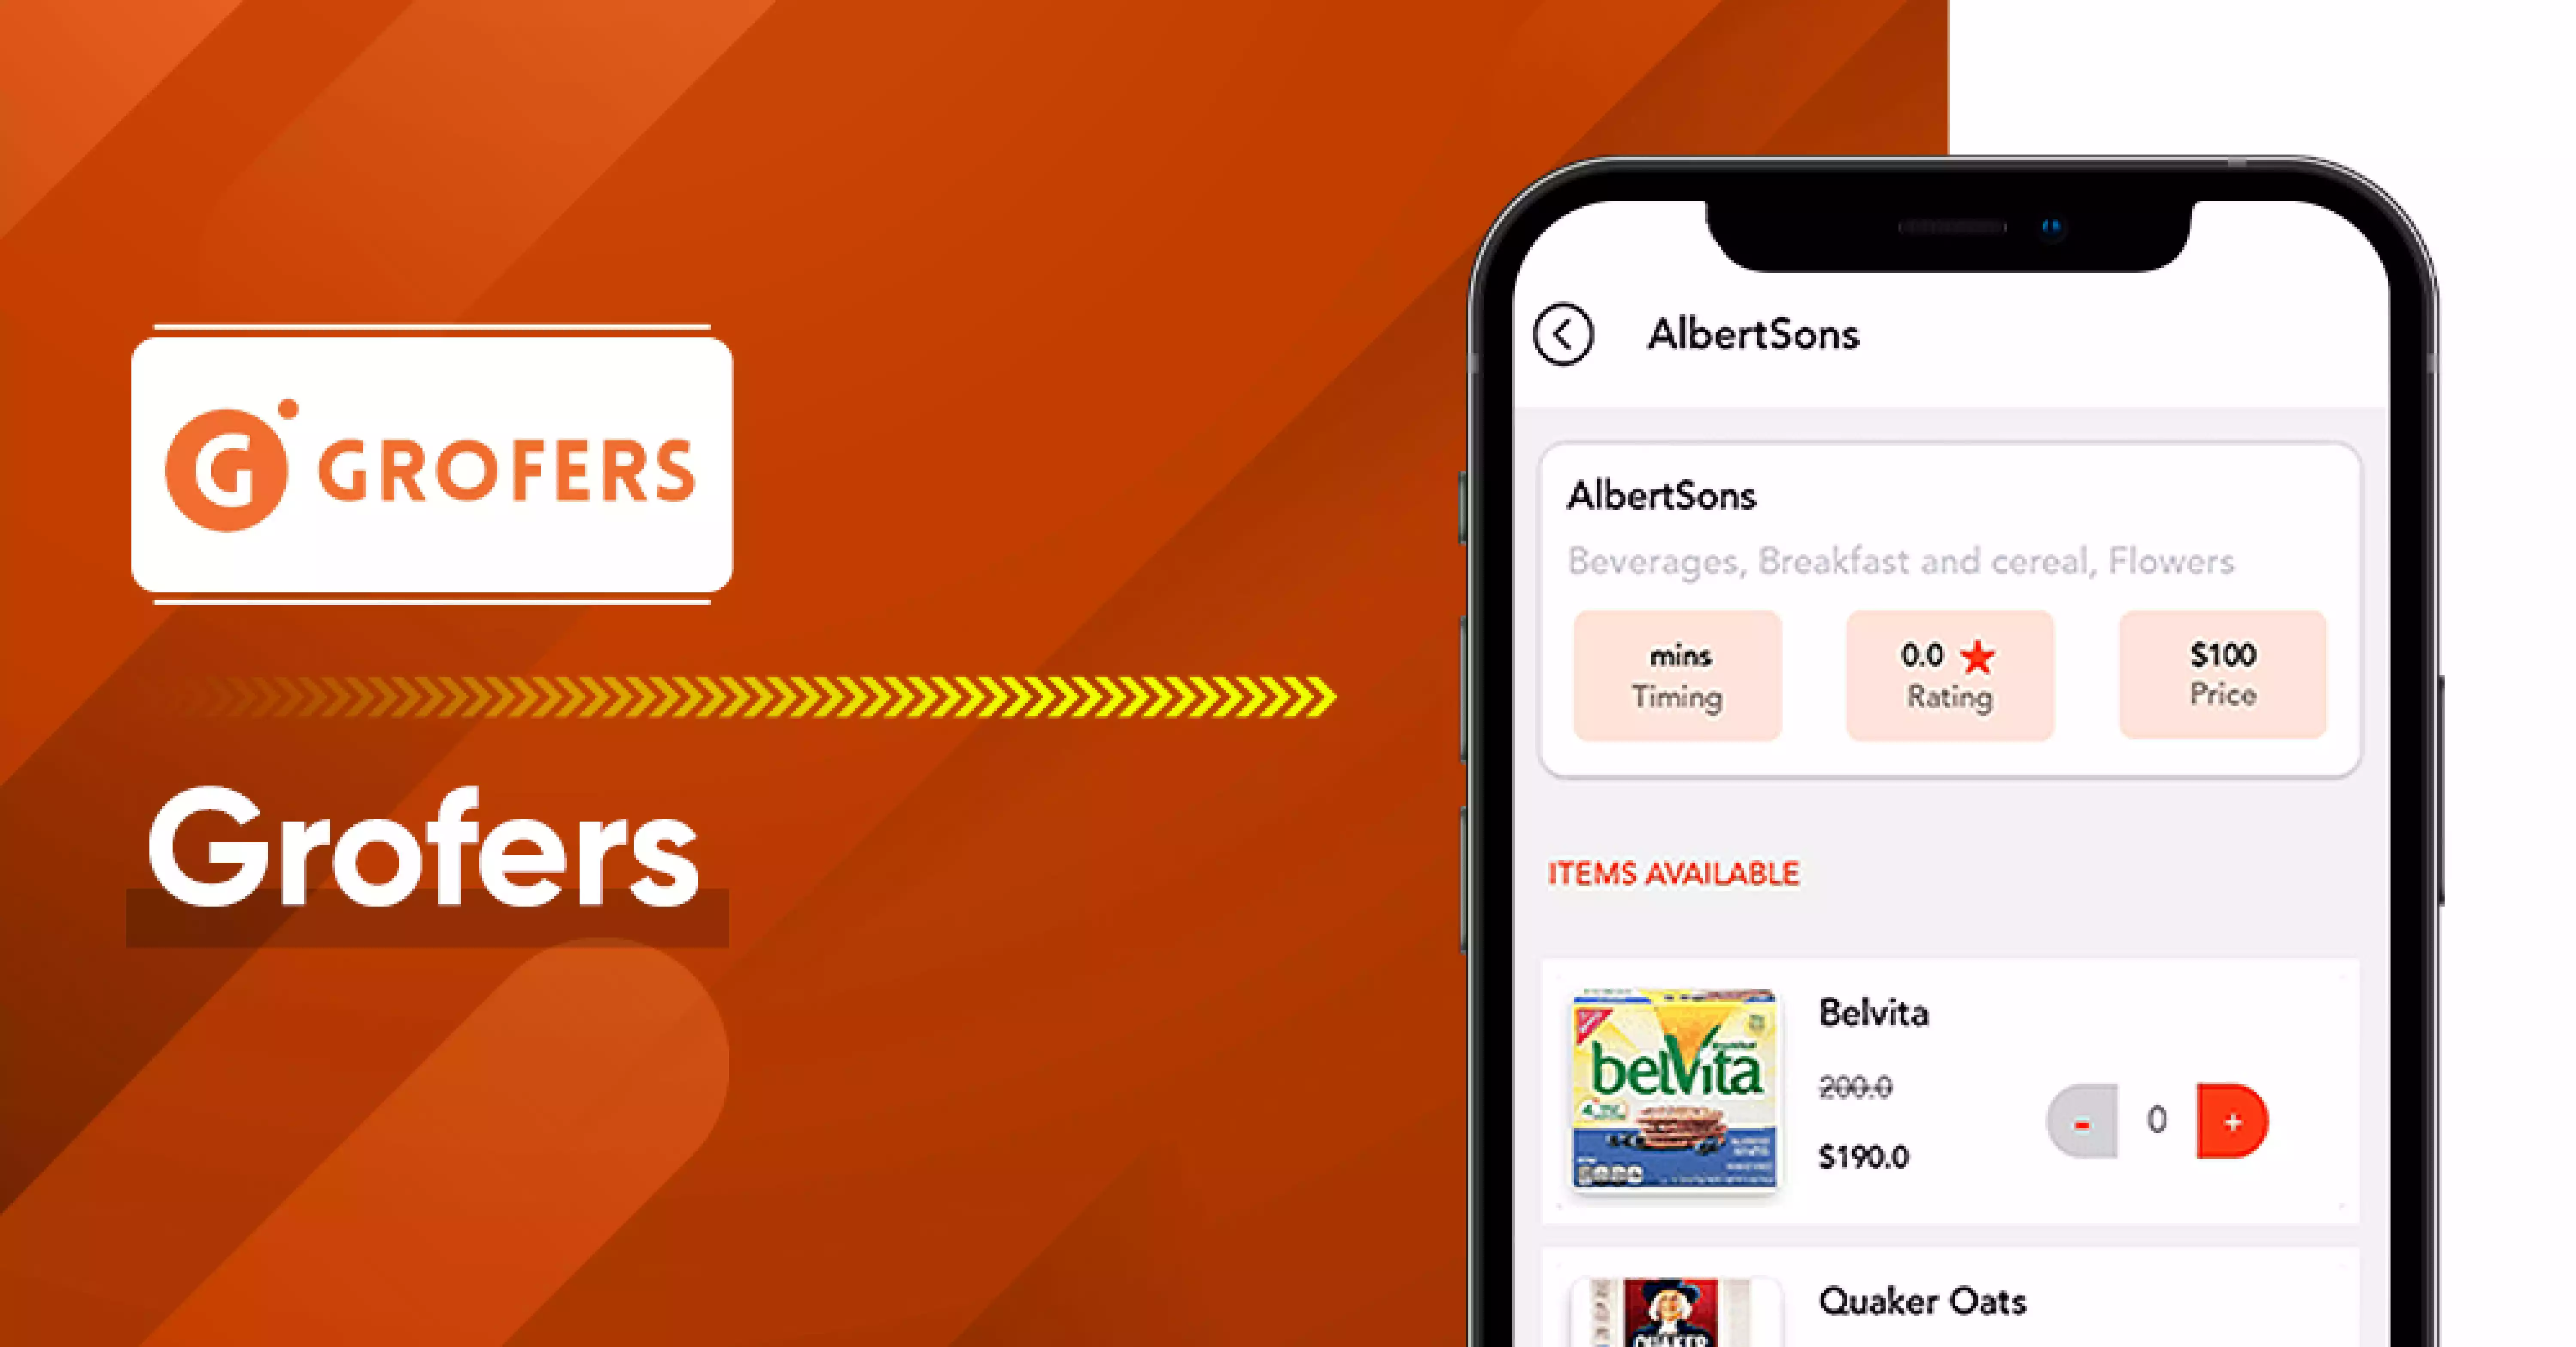 G GROFERS
Grofers
AlbertSons
AlbertSons
Beverages, Breakfast and cereal, Flowers
mins
Timing
0.0
Rating
$100
Price
ITEMS AVAILABLE
belVita
Belvita
200.0
$190.0
- 0 +
Quaker Oats
QUAKER